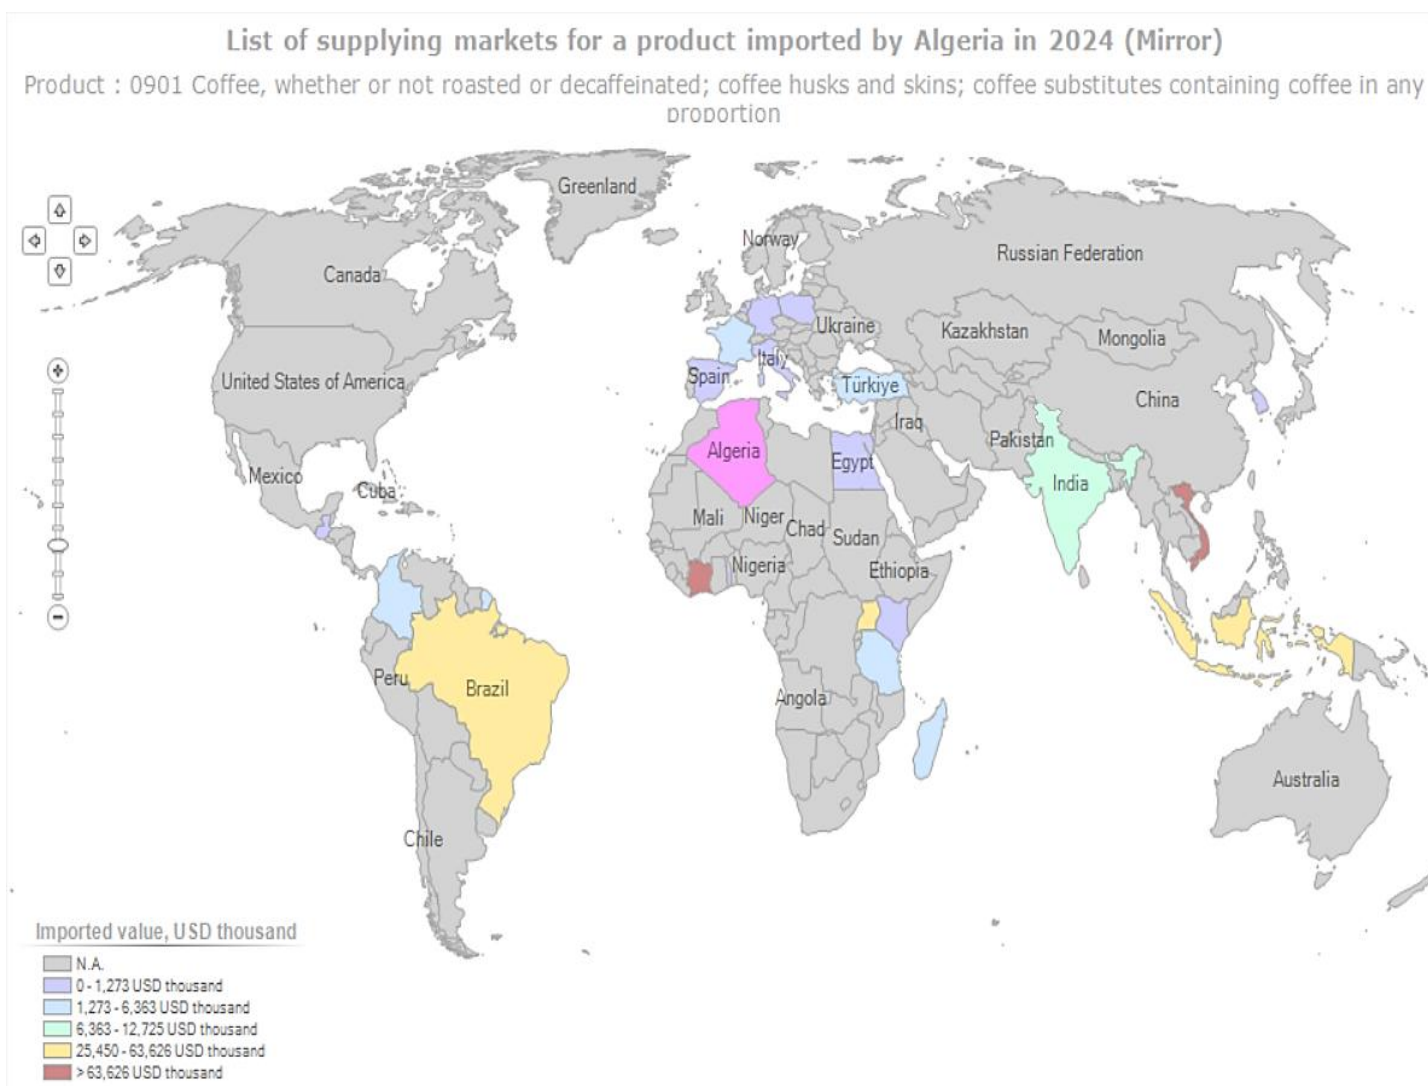 List of supplying markets for a product imported by Algeria in 2024 (Mirror)
Product : 0901 Coffee, whether or not roasted or decaffeinated; coffee husks and skins; coffee substitutes containing coffee in any
proportion
Greenland
Norway
Russian Federation
Canada
Ukraine
Kazakhstan
Mongolia
Italy
United States of America
Spain
Türkiye
China
Iraq
Pakistan
Algeria
Egypt
Mexico
India
Cuba
Mali
Niger
Chad
Sudan
Nigeria
Ethiopia
Peru
Brazil
Angola
Australia
Chile
Imported value, USD thousand
N.A.
0 - 1,273 USD thousand
1,273 - 6,363 USD thousand
6,363 - 12,725 USD thousand
25,450 - 63,626 USD thousand
> 63,626 USD thousand